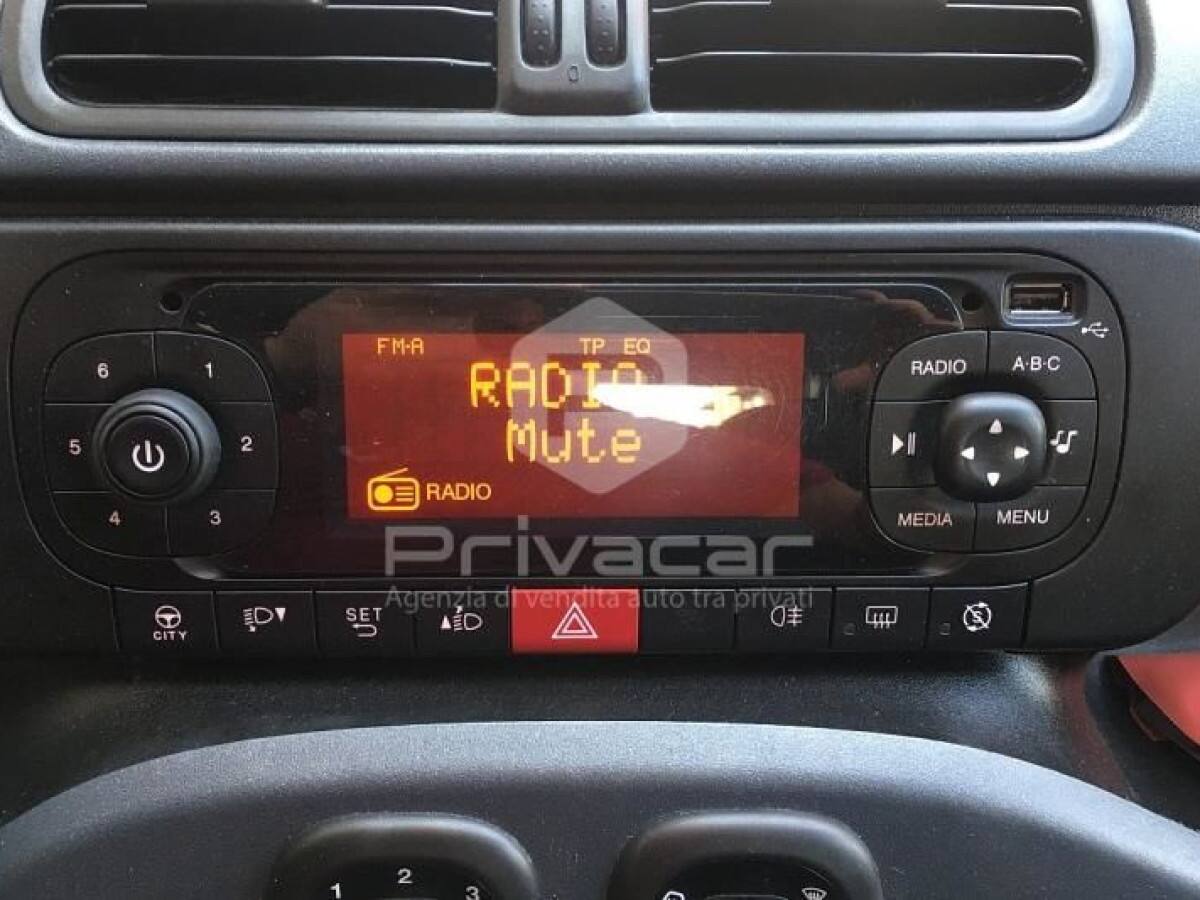 FM-A TP EQ
RADIO
Mute
RADIO
6 1
5 2
4 3
RADIO A·B·C
MEDIA MENU
Privacar
Agenzia di vendita auto tra privati
CITY
SET
1 2 3